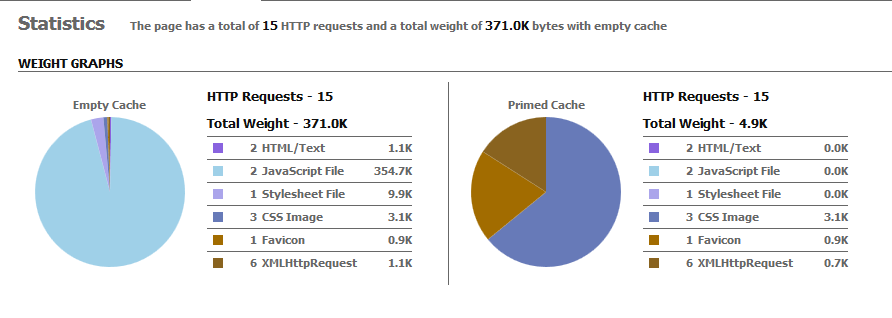 Statistics The page has a total of 15 HTTP requests and a total weight of 371.0K bytes with empty cache
WEIGHT GRAPHS
Empty Cache
HTTP Requests - 15
Total Weight - 371.0K
2 HTML/Text 1.1K
2 JavaScript File 354.7K
1 Stylesheet File 9.9K
3 CSS Image 3.1K
1 Favicon 0.9K
6 XMLHttpRequest 1.1K
Primed Cache
HTTP Requests - 15
Total Weight - 4.9K
2 HTML/Text 0.0K
2 JavaScript File 0.0K
1 Stylesheet File 0.0K
3 CSS Image 3.1K
1 Favicon 0.9K
6 XMLHttpRequest 0.7K